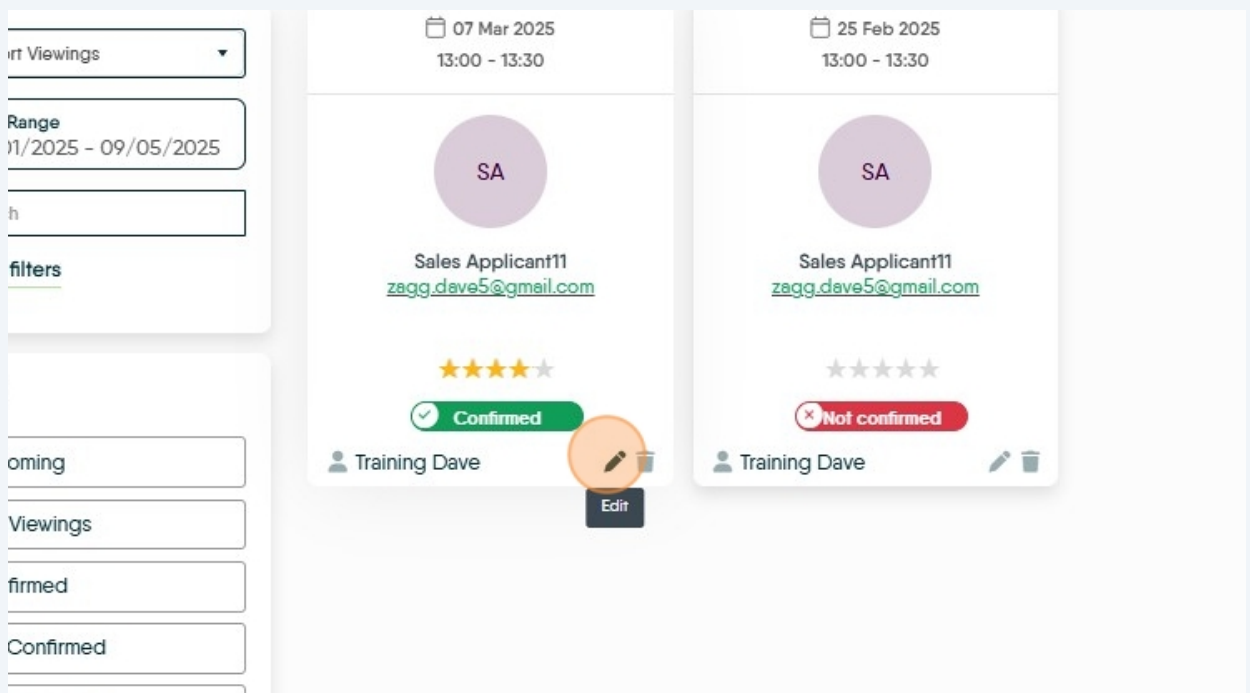 rt Viewings
Range
01/2025 - 09/05/2025
h
filters
oming
Viewings
firmed
Confirmed
07 Mar 2025
13:00 - 13:30
SA
Sales Applicant11
zagg.dave5@gmail.com
Confirmed
Training Dave
Edit
25 Feb 2025
13:00 - 13:30
SA
Sales Applicant11
zagg.dave5@gmail.com
Not confirmed
Training Dave